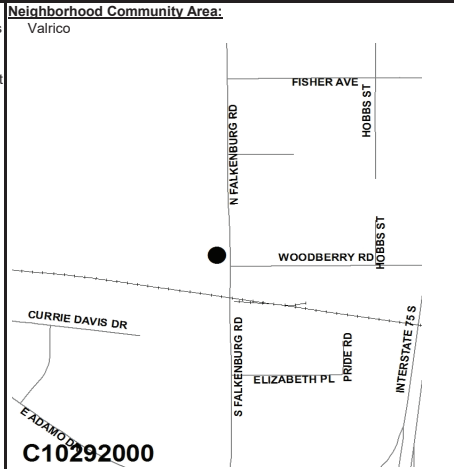 Neighborhood Community Area:
Valrico
FISHER AVE
HOBBS ST
N FALKENBURG RD
HOBBS ST
WOODBERRY RD
CURRIE DAVIS DR
S FALKENBURG RD
PRIDE RD
INTERSTATE 75 S
ELIZABETH PL
E ADAMO DR
C10292000